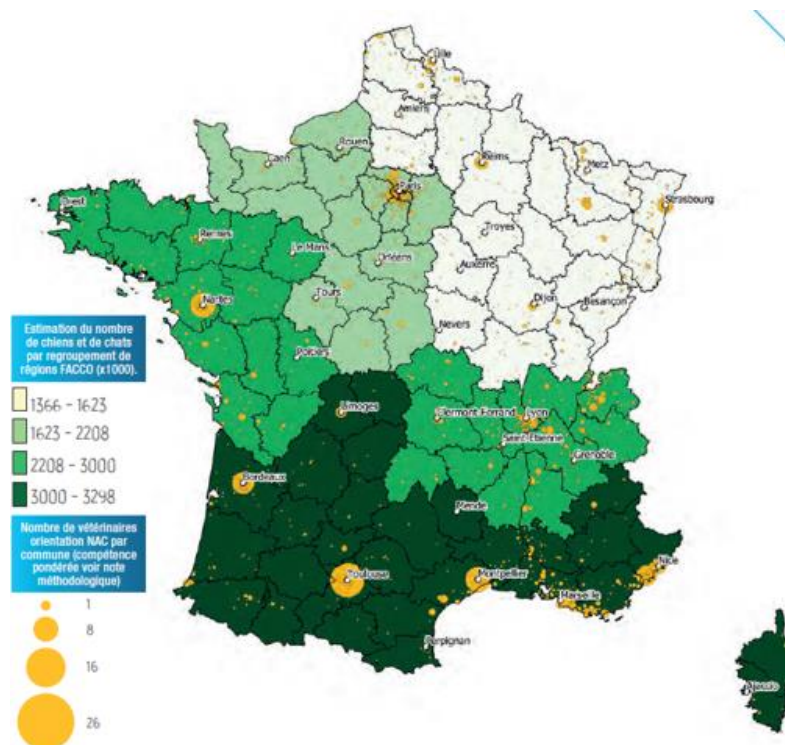 Lille
Amiens
Rouen
Caen
Reims
Metz
Paris
Strasbourg
Brest
Rennes
Troyes
Le Mans
Orléans
Auxerre
Tours
Dijon
Besançon
Nantes
Nevers
Poitiers
Estimation du nombre
de chiens et de chats
par regroupement de
régions FACCO (x1000).
1366 - 1623
1623 - 2208
2208 - 3000
3000 - 3298
Limoges
Clermont-Ferrand
Lyon
Saint-Etienne
Grenoble
Bordeaux
Mende
Nombre de vétérinaires
orientation NAC par
commune (compétence
pondérée voir note
méthodologique)
1
8
16
26
Toulouse
Montpellier
Nice
Marseille
Perpignan
Ajaccio